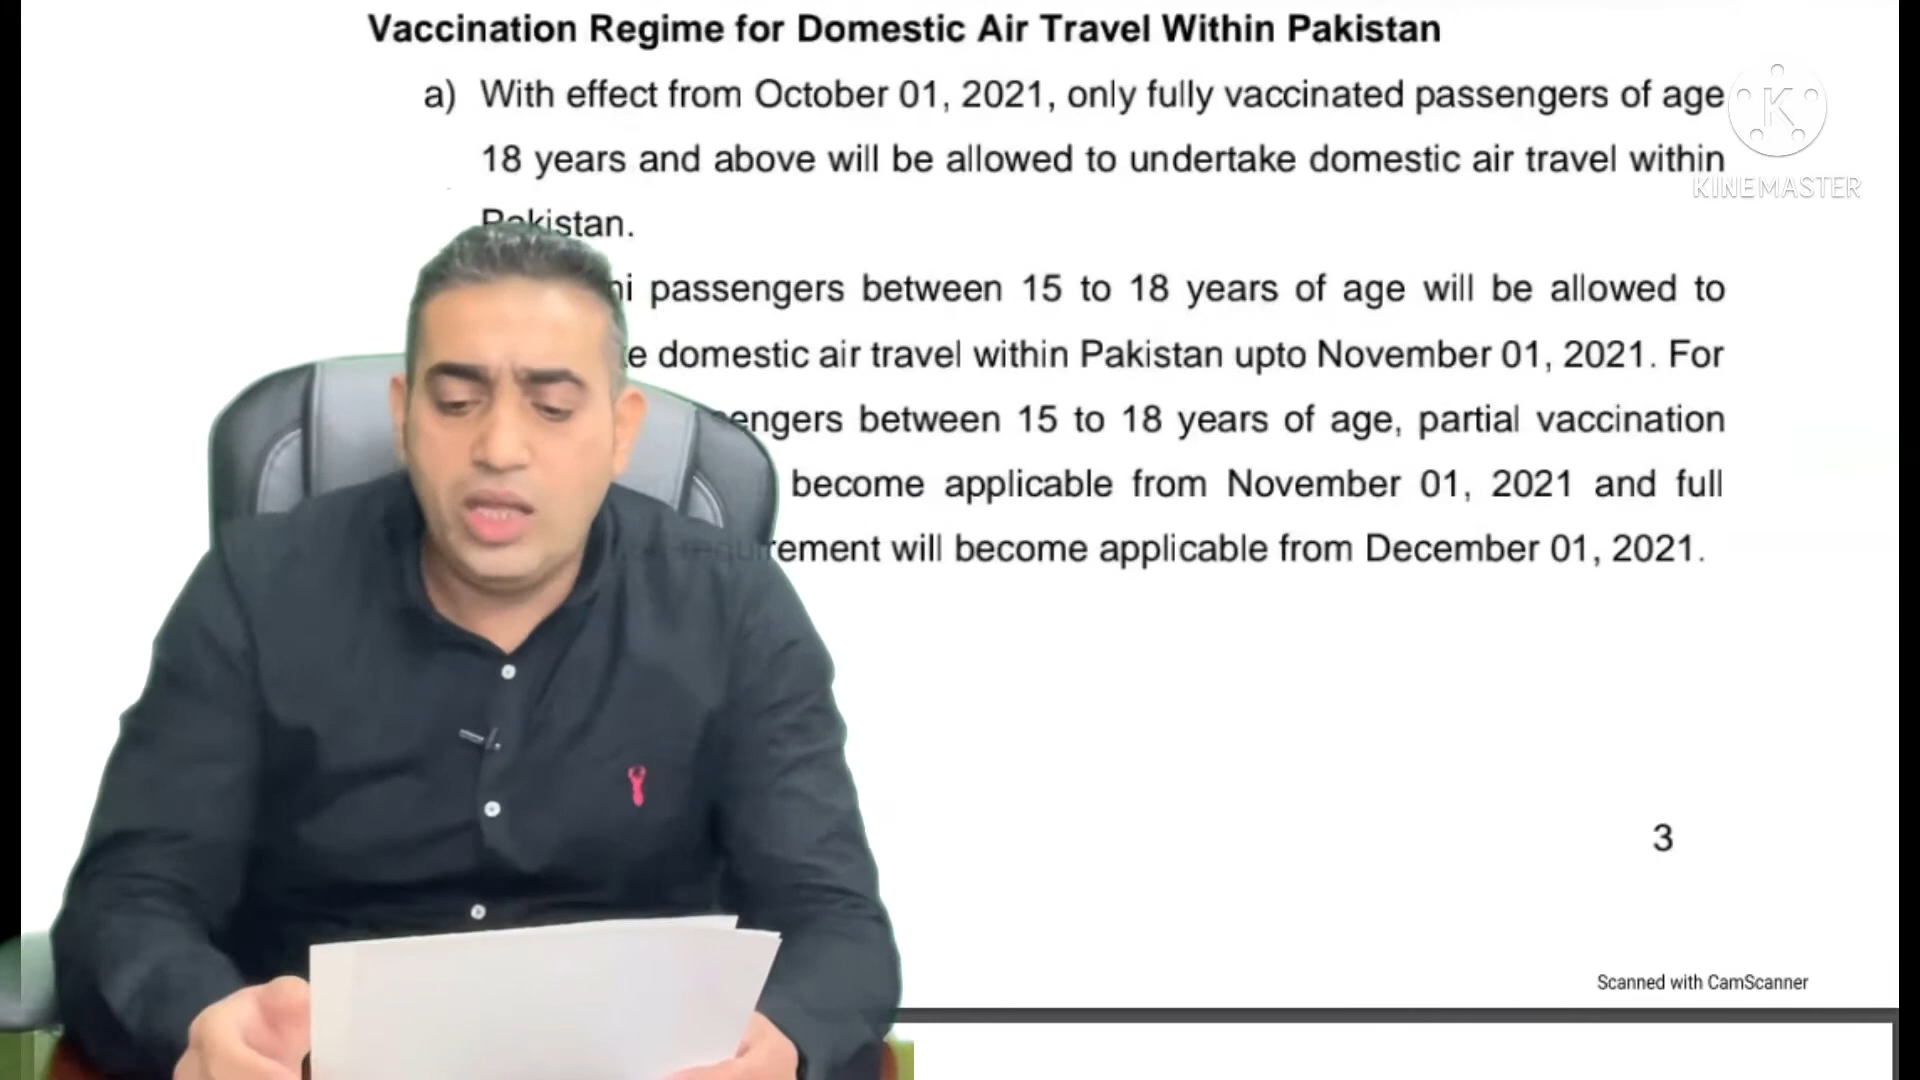 Vaccination Regime for Domestic Air Travel Within Pakistan
a) With effect from October 01, 2021, only fully vaccinated passengers of age
18 years and above will be allowed to undertake domestic air travel within
Pakistan.
passengers between 15 to 18 years of age will be allowed to
domestic air travel within Pakistan upto November 01, 2021. For
between 15 to 18 years of age, partial vaccination
become applicable from November 01, 2021 and full
will become applicable from December 01, 2021.
K
KINEMASTER
3
Scanned with CamScanner